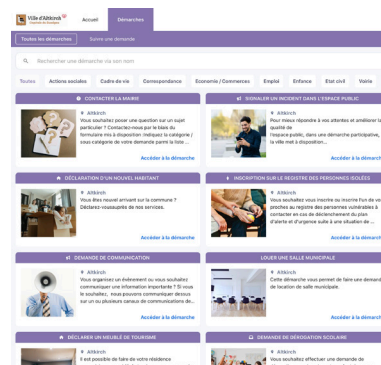 Ville d'Altkirch
Accueil
Démarches
Toutes les démarches
Suivre une demande
Rechercher une démarche via son nom
Toutes
Actions sociales
Cadre de vie
Correspondance
Economie / Commerces
Emploi
Enfance
Etat civil
Voirie
CONTACTER LA MAIRIE
Altkirch
Vous souhaitez poser une question sur un sujet
particulier ? Contactez-nous par le biais du
formulaire mis à disposition indiquez la catégorie /
sous catégorie de votre demande parmi la liste ...
Accéder à la démarche
SIGNALER UN INCIDENT DANS L'ESPACE PUBLIC
Altkirch
Pour mieux répondre à vos attentes et améliorer la
qualité de
l'espace public, dans une démarche participative,
la ville met à disposition...
Accéder à la démarche
DÉCLARATION D'UN NOUVEL HABITANT
Altkirch
Vous êtes nouvel arrivant sur la commune ?
Déclarez-vous auprès de nos services.
Accéder à la démarche
INSCRIPTION SUR LE REGISTRE DES PERSONNES ISOLÉES
Altkirch
Vous souhaitez vous inscrire ou inscrire l'un de vo
proches au registre des personnes vulnérables à
contacter en cas de déclenchement du plan
d'alerte et d'urgence suite à une situation de ...
Accéder à la démarche
DEMANDE DE COMMUNICATION
Altkirch
Vous organisez un évènement ou vous souhaitez
communiquer une information importante ? Si vous
le souhaitez, nous pouvons communiquer dessus
sur un ou plusieurs canaux de communications de...
Accéder à la démarche
LOUER UNE SALLE MUNICIPALE
Altkirch
Cette démarche vous permet de faire une demand
de location de salle municipale.
Accéder à la démarche
DÉCLARER UN MEUBLÉ DE TOURISME
Altkirch
Il est possible de faire de votre résidence
DEMANDE DE DÉROGATION SCOLAIRE
Altkirch
Vous souhaitez effectuer une demande de